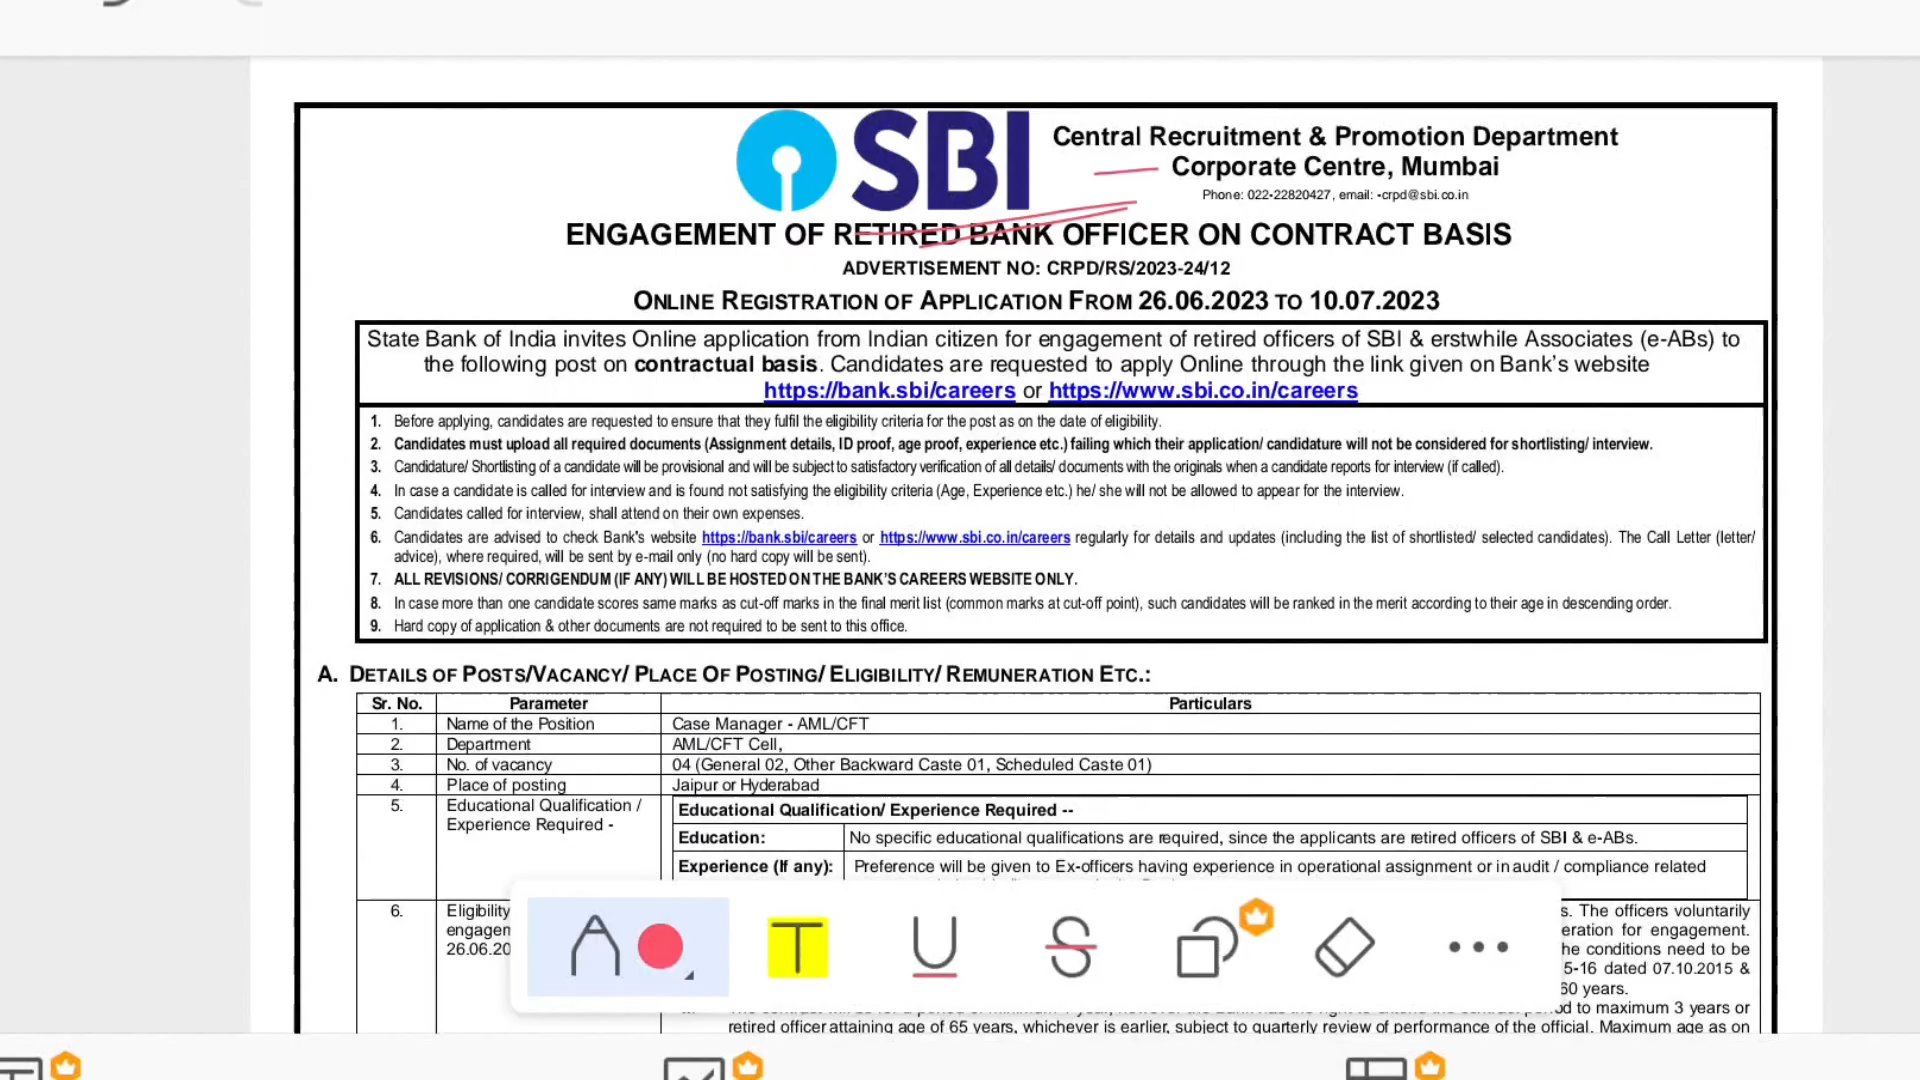 SBI
Central Recruitment & Promotion Department
Corporate Centre, Mumbai
Phone: 022-22820427, email: -crpd@sbi.co.in
ENGAGEMENT OF RETIRED BANK OFFICER ON CONTRACT BASIS
ADVERTISEMENT NO: CRPD/RS/2023-24/12
ONLINE REGISTRATION OF APPLICATION FROM 26.06.2023 TO 10.07.2023
State Bank of India invites Online application from Indian citizen for engagement of retired officers of SBI & erstwhile Associates (e-ABs) to
the following post on contractual basis. Candidates are requested to apply Online through the link given on Bank's website
https://bank.sbi/careers or https://www.sbi.co.in/careers
1. Before applying, candidates are requested to ensure that they fulfil the eligibility criteria for the post as on the date of eligibility.
2. Candidates must upload all required documents (Assignment details, ID proof, age proof, experience etc.) failing which their application/ candidature will not be considered for shortlisting/ interview.
3. Candidature/ Shortlisting of a candidate will be provisional and will be subject to satisfactory verification of all details/ documents with the originals when a candidate reports for interview (if called).
4. In case a candidate is called for interview and is found not satisfying the eligibility criteria (Age, Experience etc.) he/ she will not be allowed to appear for the interview.
5. Candidates called for interview, shall attend on their own expenses.
6. Candidates are advised to check Bank's website https://bank.sbi/careers or https://www.sbi.co.in/careers regularly for details and updates (including the list of shortlisted/ selected candidates). The Call Letter (letter/
advice), where required, will be sent by e-mail only (no hard copy will be sent).
7. ALL REVISIONS/ CORRIGENDUM (IF ANY) WILL BE HOSTED ON THE BANK'S CAREERS WEBSITE ONLY.
8. In case more than one candidate scores same marks as cut-off marks in the final merit list (common marks at cut-off point), such candidates will be ranked in the merit according to their age in descending order.
9. Hard copy of application & other documents are not required to be sent to this office.
A. DETAILS OF POSTS/VACANCY/ PLACE OF POSTING/ ELIGIBILITY/ REMUNERATION ETC.:
Sr. No. Parameter Particulars
1. Name of the Position Case Manager - AML/CFT
2. Department AML/CFT Cell,
3. No. of vacancy 04 (General 02, Other Backward Caste 01, Scheduled Caste 01)
4. Place of posting Jaipur or Hyderabad
5. Educational Qualification / Educational Qualification/ Experience Required --
Experience Required -
Education: No specific educational qualifications are required, since the applicants are retired officers of SBI & e-ABs.
Experience (If any): Preference will be given to Ex-officers having experience in operational assignment or in audit / compliance related
6. Eligibility s. The officers voluntarily
engagen eration for engagement.
26.06.20 he conditions need to be
5-16 dated 07.10.2015 &
60 years.
od to maximum 3 years or
retired officer attaining age of 65 years, whichever is earlier, subject to quarterly review of performance of the official. Maximum age as on